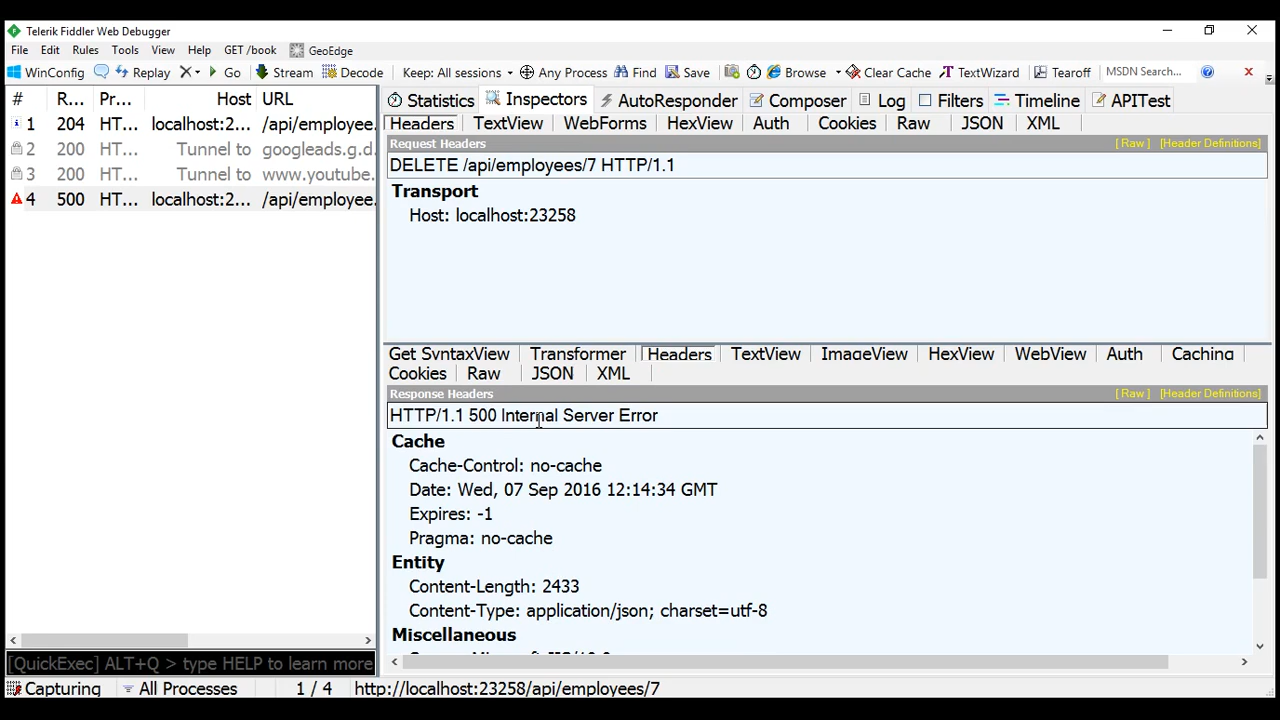 Telerik Fiddler Web Debugger
File Edit Rules Tools View Help GET /book GeoEdge
WinConfig Replay Go Stream Decode Keep: All sessions Any Process Find Save Browse Clear Cache TextWizard Tearoff MSDN Search...
# R... Pr... Host URL
1 204 HT... localhost:2... /api/employee.
2 200 HT... Tunnel to googleads.g.d.
3 200 HT... Tunnel to www.youtube.
4 500 HT... localhost:2... /api/employee.
[QuickExec] ALT+Q > type HELP to learn more
Statistics Inspectors AutoResponder Composer Log Filters Timeline APITest
Headers TextView WebForms HexView Auth Cookies Raw JSON XML
Request Headers [ Raw ] [Header Definitions]
DELETE /api/employees/7 HTTP/1.1
Transport
Host: localhost:23258
Get SyntaxView Transformer Headers TextView ImageView HexView WebView Auth Caching
Cookies Raw JSON XML
Response Headers [ Raw ] [Header Definitions]
HTTP/1.1 500 Internal Server Error
Cache
Cache-Control: no-cache
Date: Wed, 07 Sep 2016 12:14:34 GMT
Expires: -1
Pragma: no-cache
Entity
Content-Length: 2433
Content-Type: application/json; charset=utf-8
Miscellaneous
Capturing All Processes 1 / 4 http://localhost:23258/api/employees/7